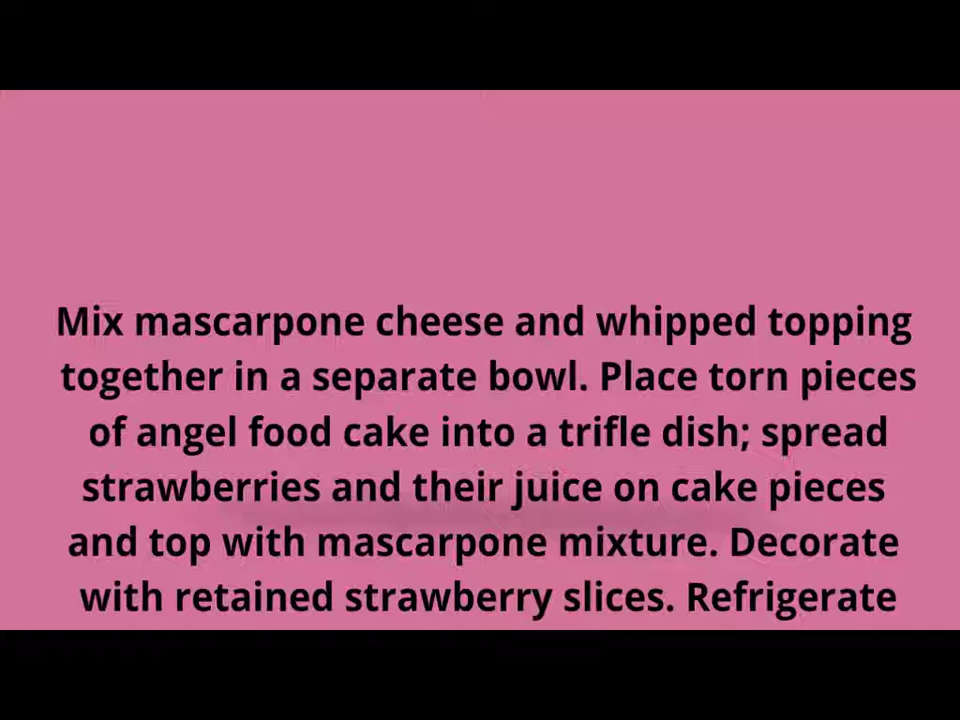 Mix mascarpone cheese and whipped topping
together in a separate bowl. Place torn pieces
of angel food cake into a trifle dish; spread
strawberries and their juice on cake pieces
and top with mascarpone mixture. Decorate
with retained strawberry slices. Refrigerate